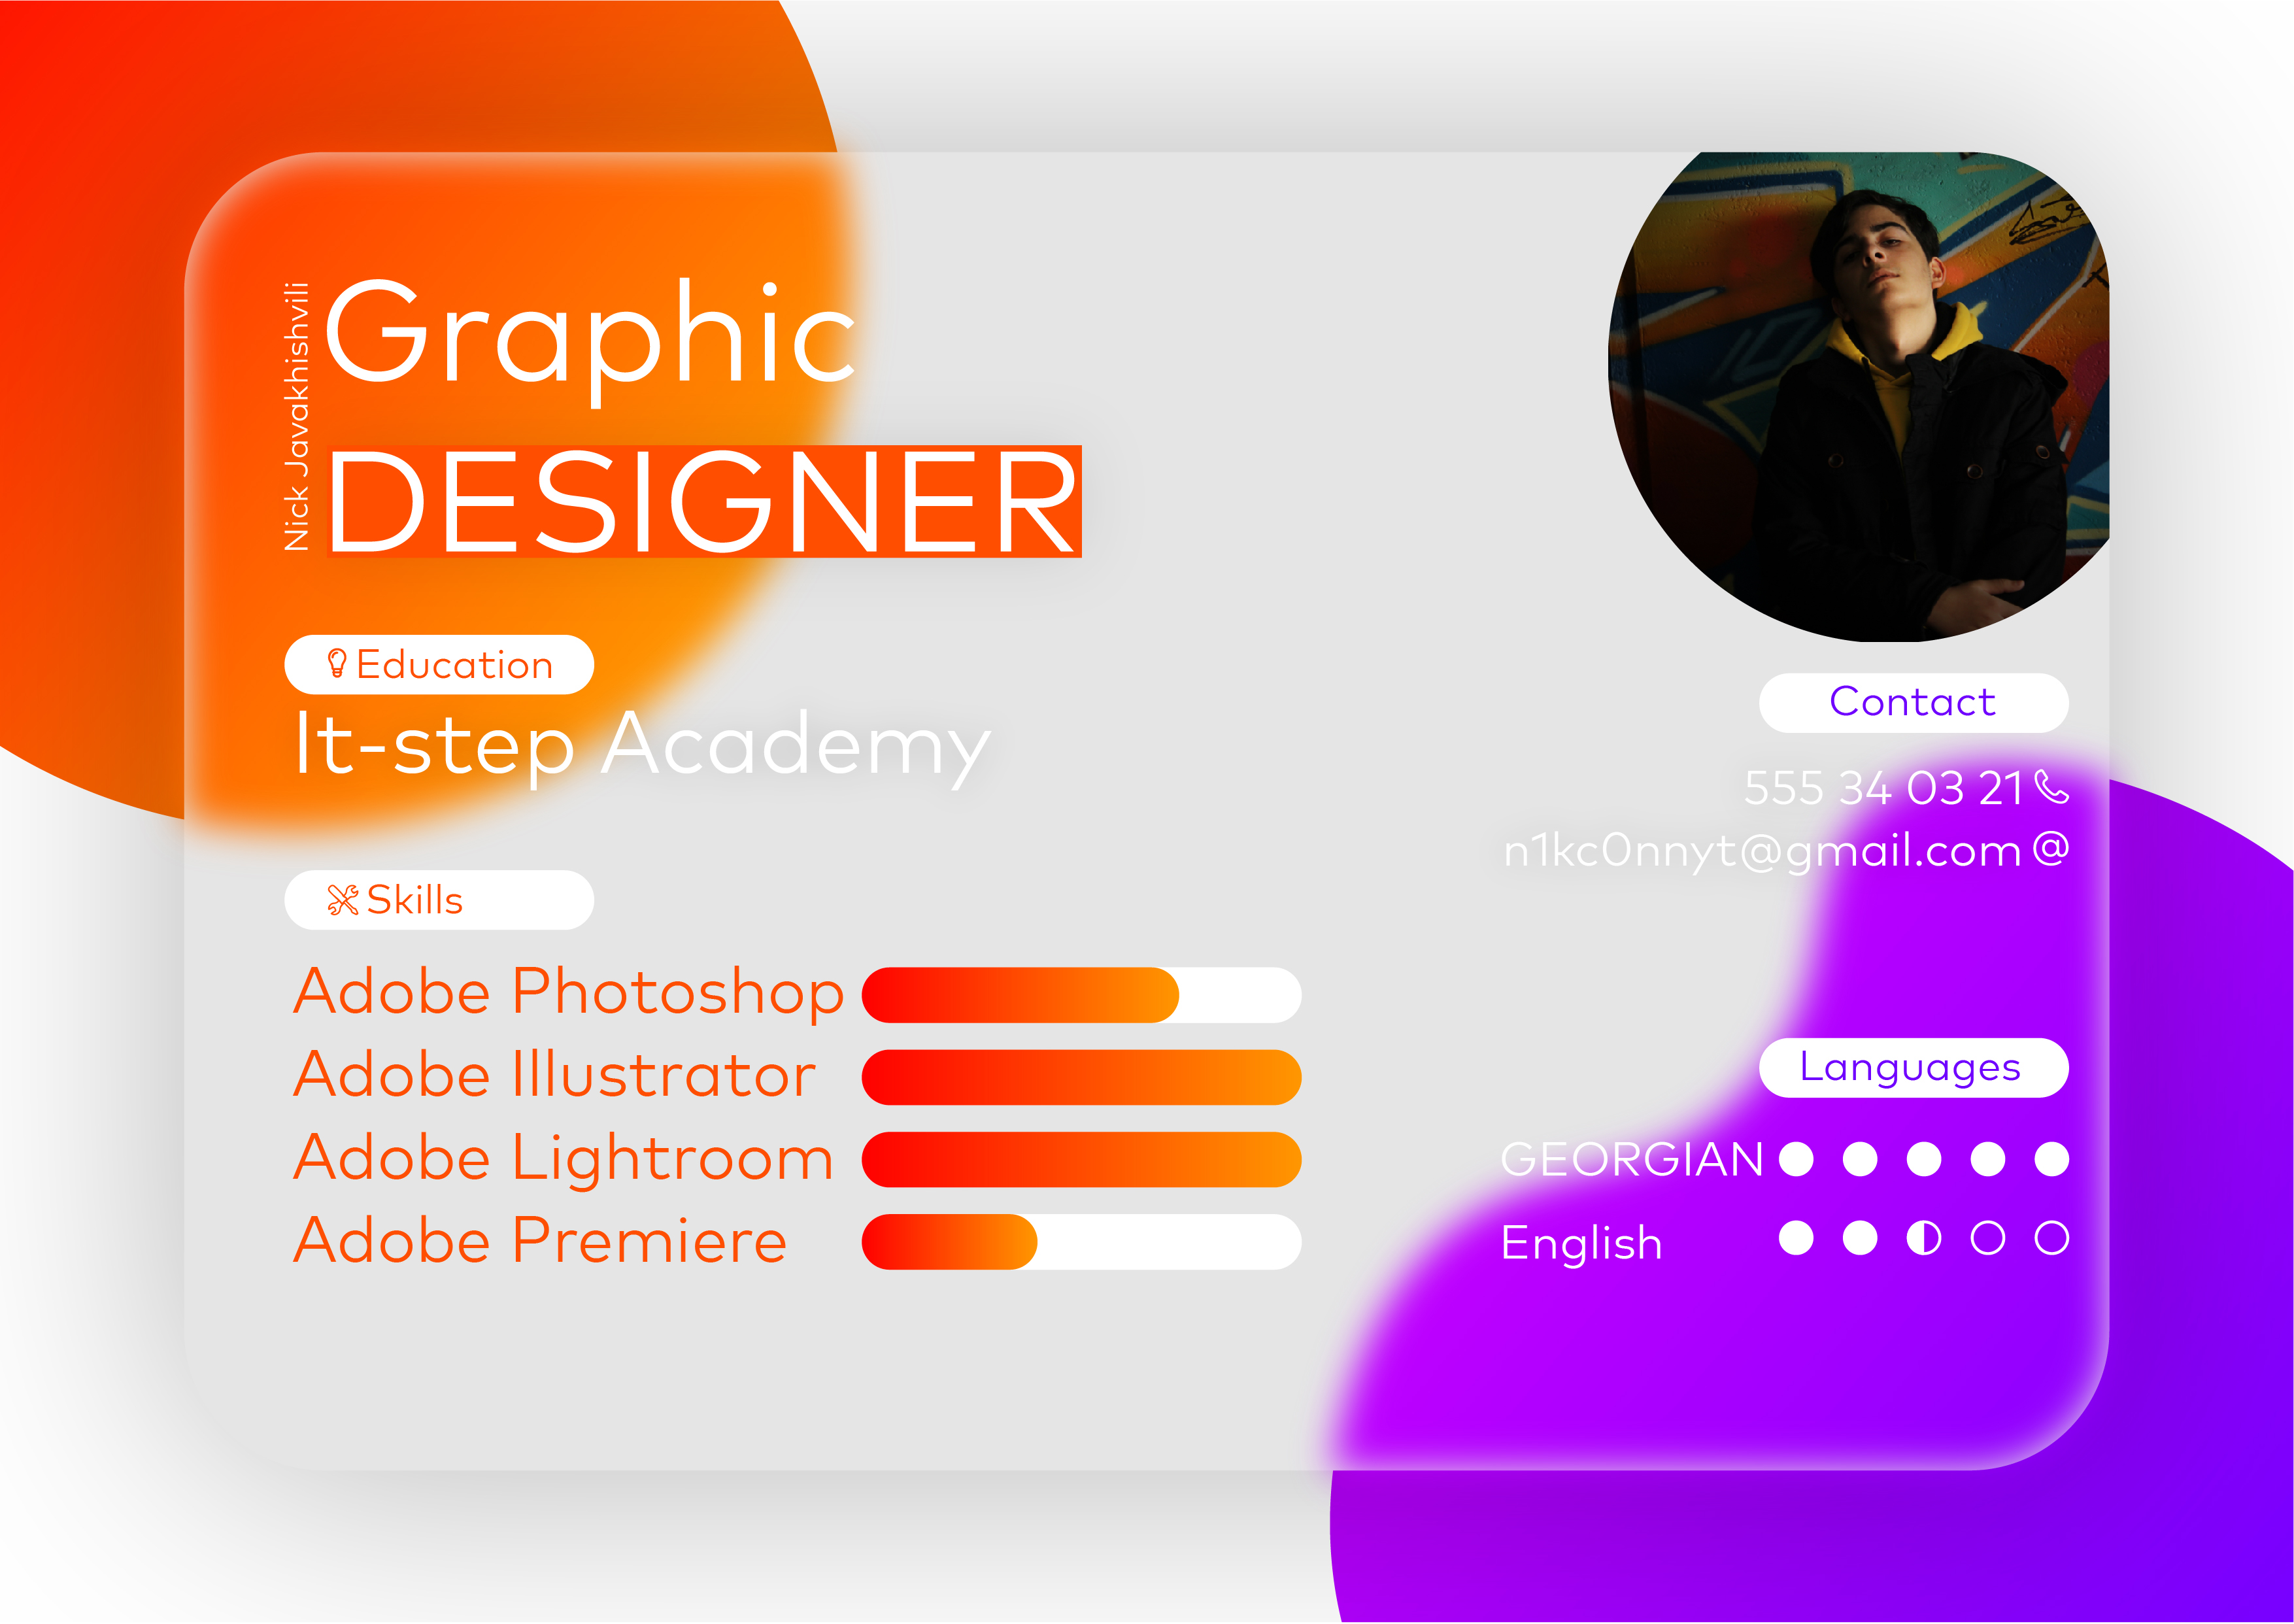 Nick Javakhishvili
Graphic
DESIGNER
Education
It-step Academy
Skills
Adobe Photoshop
Adobe Illustrator
Adobe Lightroom
Adobe Premiere
Contact
555 34 03 21
n1kc0nnyt@gmail.com @
Languages
GEORGIAN
English